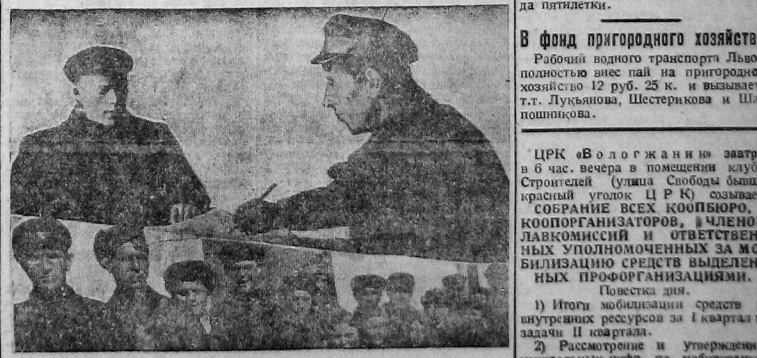 да пятилетки.
В фонд пригородного хозяйств
Рабочий водного транспорта Льво
полностью внес пай на пригородно
хозяйство 12 руб. 25 к. и вызывае
т.т. Лукьянова, Шестерикова и Ша
пошникова.
ЦРК «Вологжанин» завтр
в 6 час. вечера в помещении клуб
Строителей (улица Свободы бывш
красный уголок ЦРК) созывае
СОБРАНИЕ ВСЕХ КООПБЮРО,
КООПОРГАНИЗАТОРОВ, ЧЛЕНО
ЛАВКОМИССИЙ И ОТВЕТСТВЕН
НЫХ УПОЛНОМОЧЕННЫХ ЗА МО
БИЛИЗАЦИЮ СРЕДСТВ ВЫДЕЛЕН
НЫХ ПРОФОРГАНИЗАЦИЯМИ.
Повестка дня.
1) Итоги мобилизации средств
внутренних рессурсов за I квартал
задачи II квартала.
2) Рассмотрение и утверждени